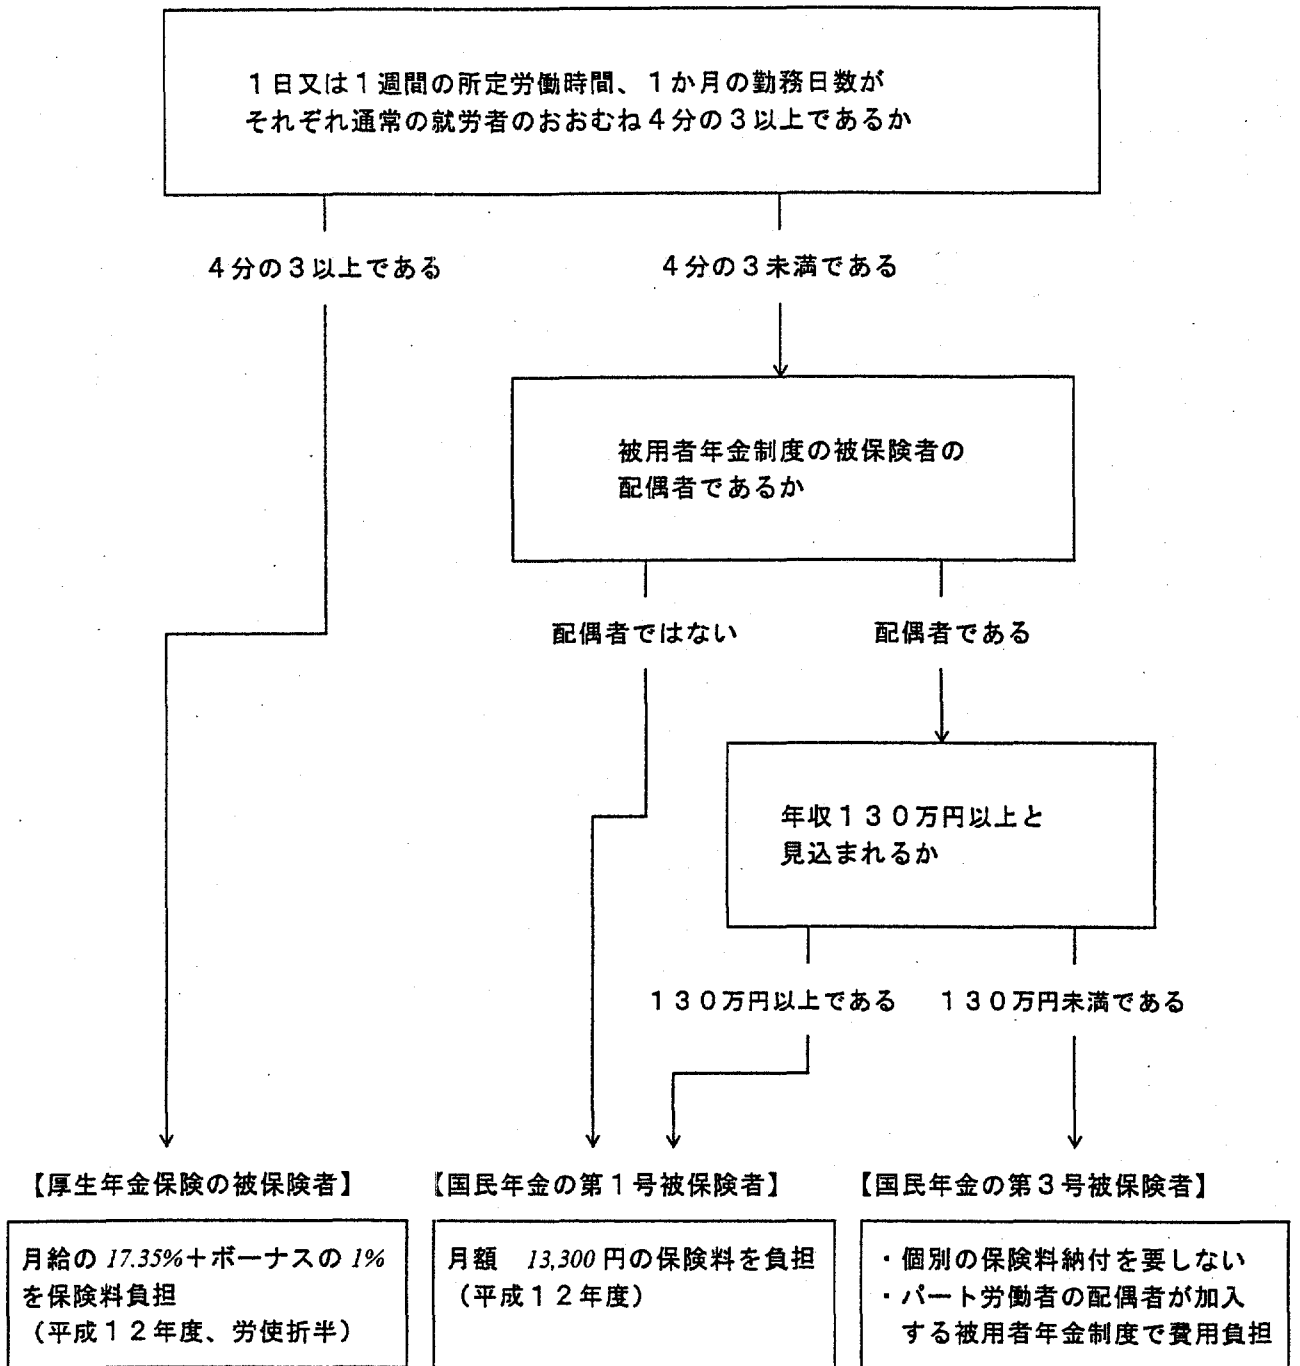 1日又は1週間の所定労働時間、1か月の勤務日数が
それぞれ通常の就労者のおおむね4分の3以上であるか
4分の3以上である
4分の3未満である
被用者年金制度の被保険者の
配偶者であるか
配偶者ではない
配偶者である
年収130万円以上と
見込まれるか
130万円以上である
130万円未満である
【厚生年金保険の被保険者】
月給の17.35%+ボーナスの1%
を保険料負担
(平成12年度、労使折半)
【国民年金の第1号被保険者】
月額 13,300円の保険料を負担
(平成12年度)
【国民年金の第3号被保険者】
・個別の保険料納付を要しない
・パート労働者の配偶者が加入
する被用者年金制度で費用負担